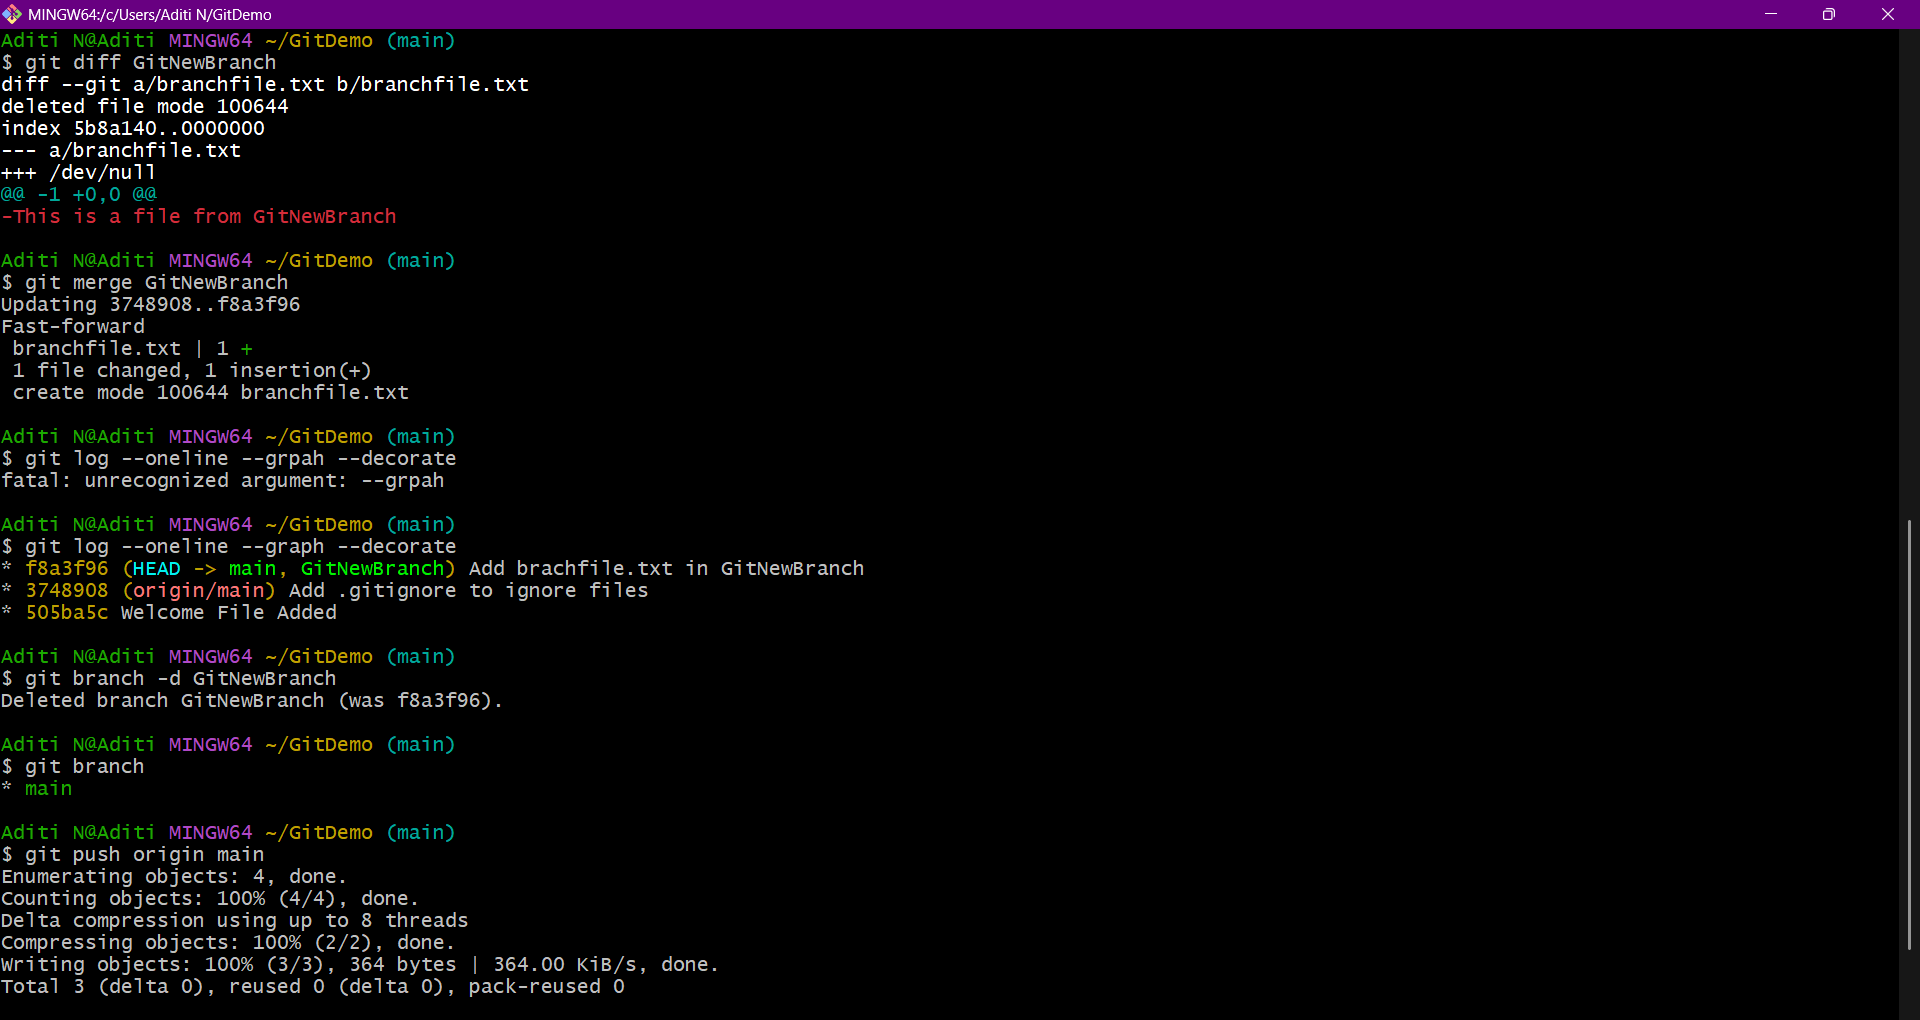 MINGW64:/c/Users/Aditi N/GitDemo
Aditi N@Aditi MINGW64 ~/GitDemo (main)
$ git diff GitNewBranch
diff --git a/branchfile.txt b/branchfile.txt
deleted file mode 100644
index 5b8a140..0000000
--- a/branchfile.txt
+++ /dev/null
@@ -1 +0,0 @@
-This is a file from GitNewBranch
Aditi N@Aditi MINGW64 ~/GitDemo (main)
$ git merge GitNewBranch
Updating 3748908..f8a3f96
Fast-forward
 branchfile.txt | 1 +
 1 file changed, 1 insertion(+)
 create mode 100644 branchfile.txt
Aditi N@Aditi MINGW64 ~/GitDemo (main)
$ git log --oneline --grpah --decorate
fatal: unrecognized argument: --grpah
Aditi N@Aditi MINGW64 ~/GitDemo (main)
$ git log --oneline --graph --decorate
* f8a3f96 (HEAD -> main, GitNewBranch) Add brachfile.txt in GitNewBranch
* 3748908 (origin/main) Add .gitignore to ignore files
* 505ba5c Welcome File Added
Aditi N@Aditi MINGW64 ~/GitDemo (main)
$ git branch -d GitNewBranch
Deleted branch GitNewBranch (was f8a3f96).
Aditi N@Aditi MINGW64 ~/GitDemo (main)
$ git branch
* main
Aditi N@Aditi MINGW64 ~/GitDemo (main)
$ git push origin main
Enumerating objects: 4, done.
Counting objects: 100% (4/4), done.
Delta compression using up to 8 threads
Compressing objects: 100% (2/2), done.
Writing objects: 100% (3/3), 364 bytes | 364.00 KiB/s, done.
Total 3 (delta 0), reused 0 (delta 0), pack-reused 0